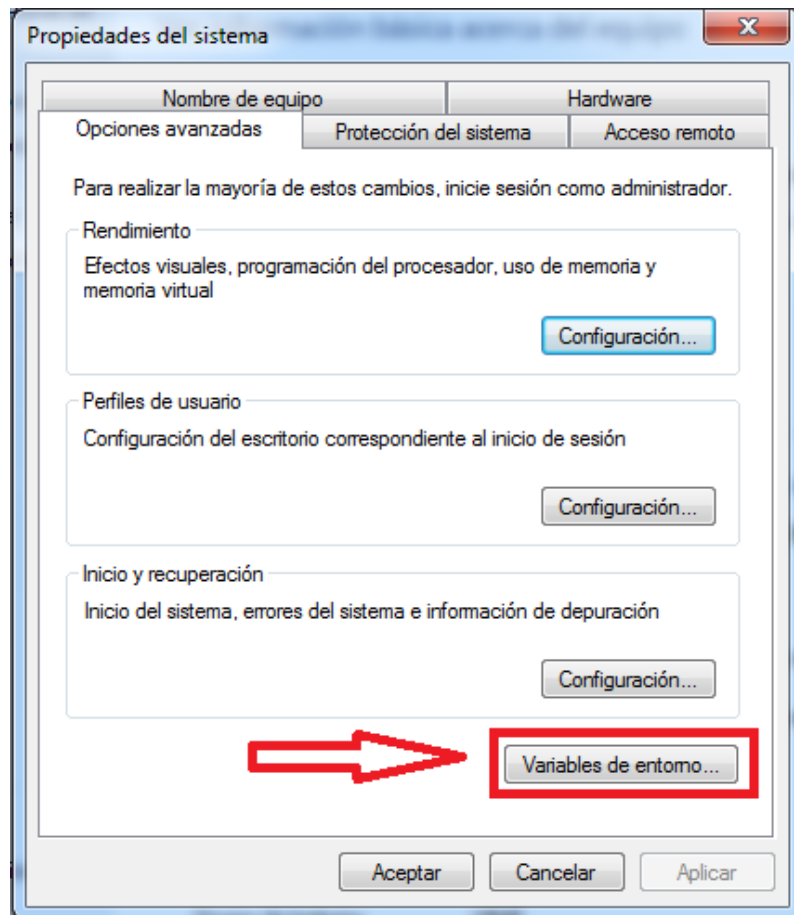 Propiedades del sistema
Nombre de equipo
Hardware
Opciones avanzadas
Protección del sistema
Acceso remoto
Para realizar la mayoría de estos cambios, inicie sesión como administrador.
Rendimiento
Efectos visuales, programación del procesador, uso de memoria y
memoria virtual
Configuración...
Perfiles de usuario
Configuración del escritorio correspondiente al inicio de sesión
Configuración...
Inicio y recuperación
Inicio del sistema, errores del sistema e información de depuración
Configuración...
Variables de entorno...
Aceptar
Cancelar
Aplicar